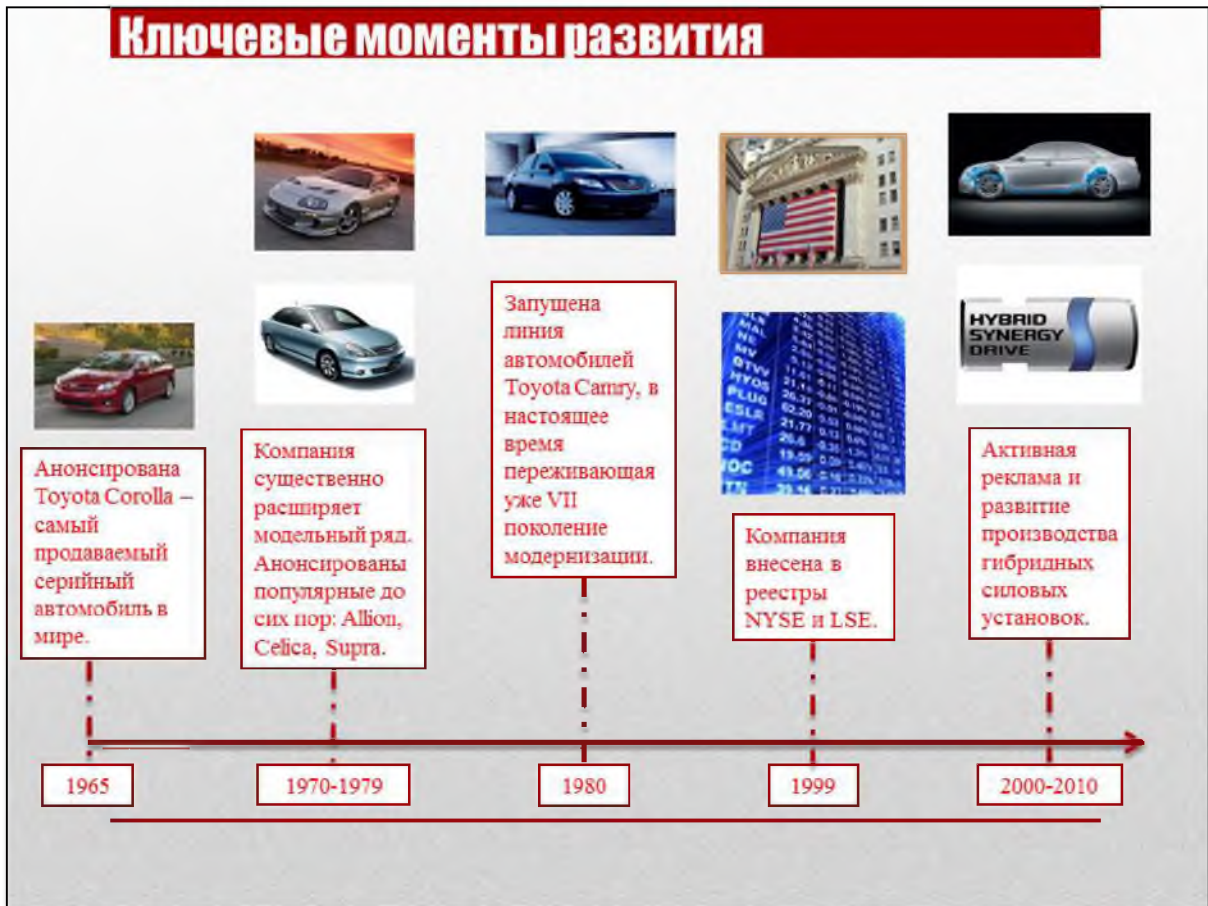 Ключевые моменты развития
HYBRID
SYNERGY
DRIVE
Анонсирована
Toyota Corolla –
самый
продаваемый
серийный
автомобиль в
мире.
Компания
существенно
расширяет
модельный ряд.
Анонсированы
популярные до
сих пор: Allion,
Celica, Supra.
Запущена
линия
автомобилей
Toyota Camry, в
настоящее
время
переживающая
уже VII
поколение
модернизации.
Компания
внесена в
реестры
NYSE и LSE.
Активная
реклама и
развитие
производства
гибридных
силовых
установок.
1965
1970-1979
1980
1999
2000-2010